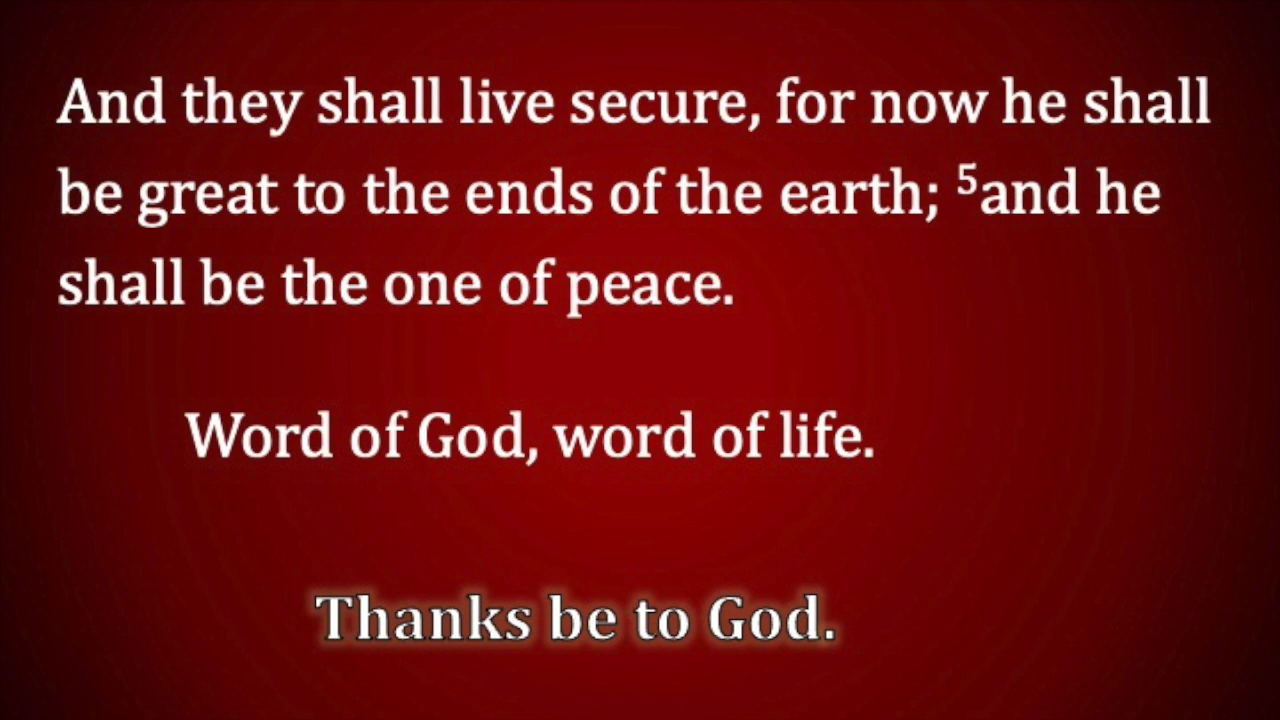 And they shall live secure, for now he shall
be great to the ends of the earth; ⁵and he
shall be the one of peace.
Word of God, word of life.
Thanks be to God.